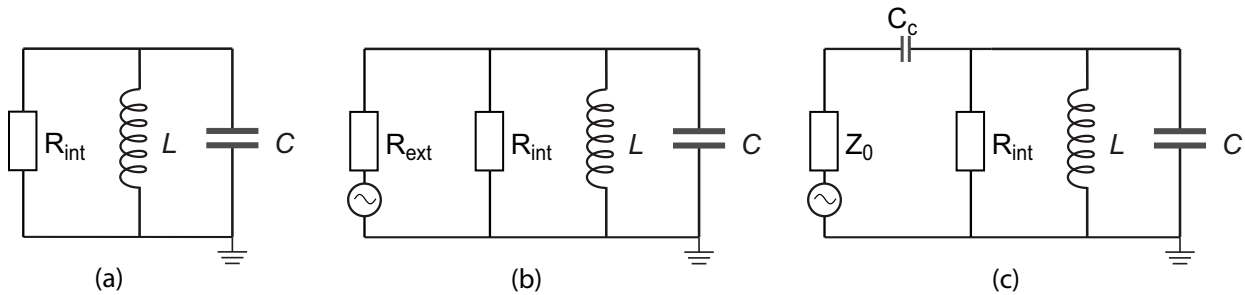 C_c
R_int L C
R_ext R_int L C
Z_0 R_int L C
(a) (b) (c)